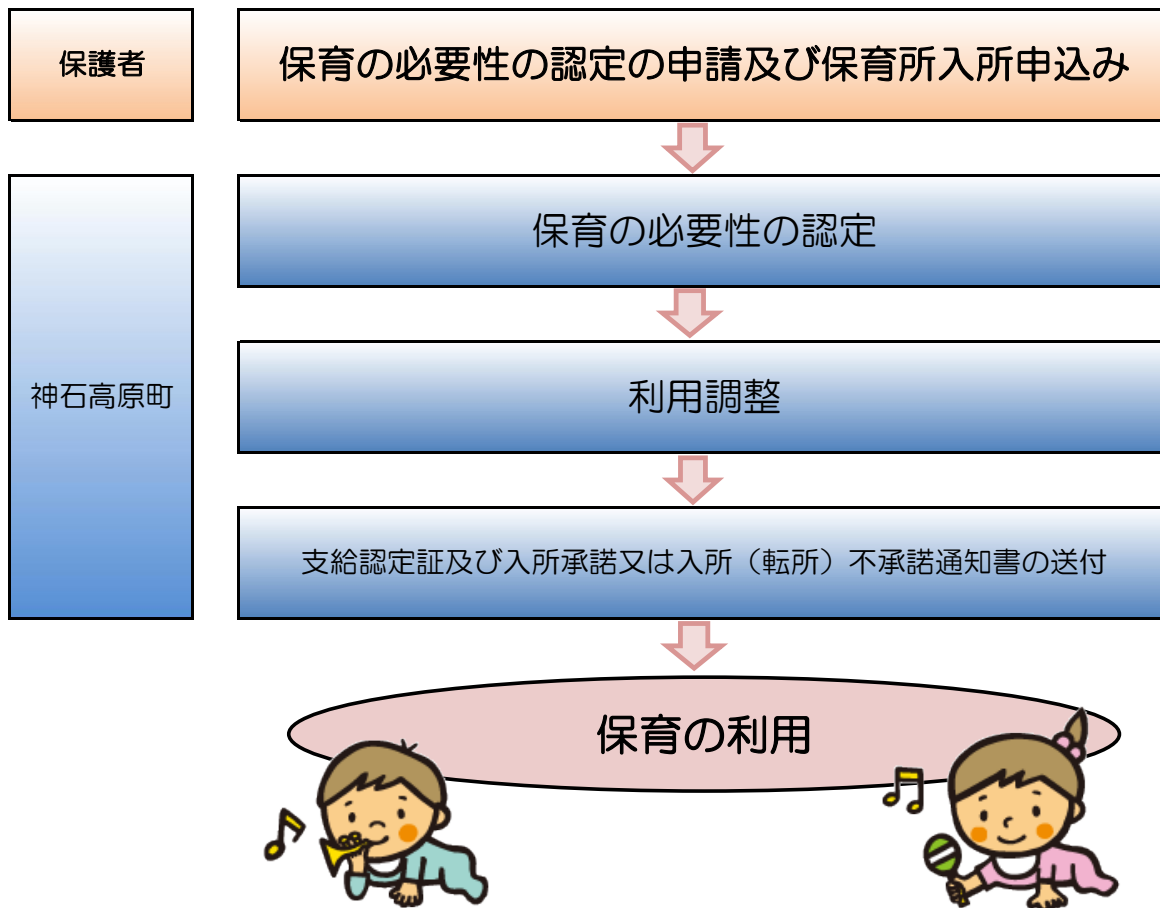 保護者
保育の必要性の認定の申請及び保育所入所申込み
神石高原町
保育の必要性の認定
利用調整
支給認定証及び入所承諾又は入所（転所）不承諾通知書の送付
保育の利用